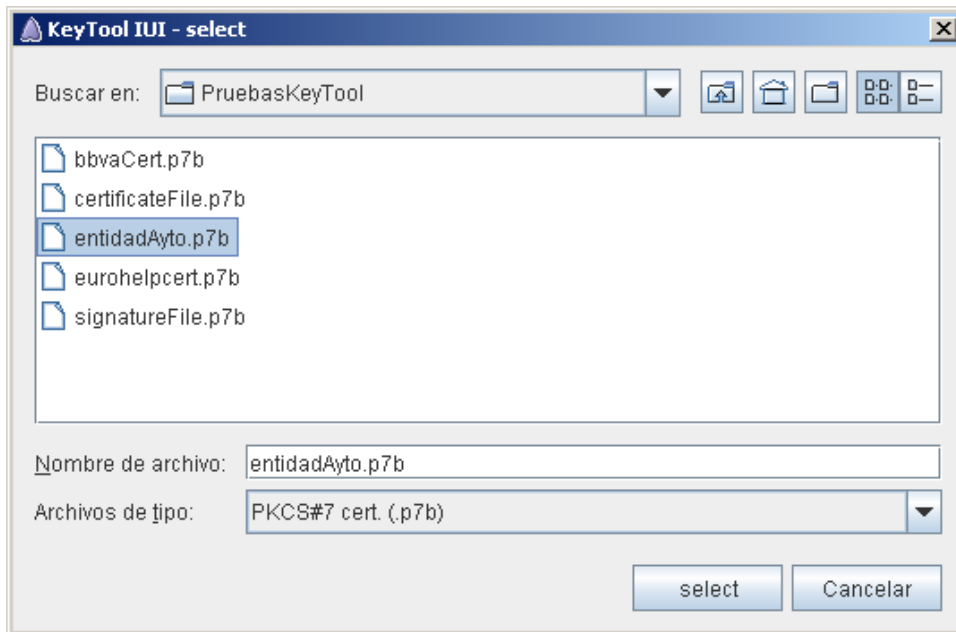 KeyTool IUI - select
Buscar en: PruebasKeyTool
bbvaCert.p7b
certificateFile.p7b
entidadAyto.p7b
eurohelpcert.p7b
signatureFile.p7b
Nombre de archivo: entidadAyto.p7b
Archivos de tipo: PKCS#7 cert. (.p7b)
select Cancelar